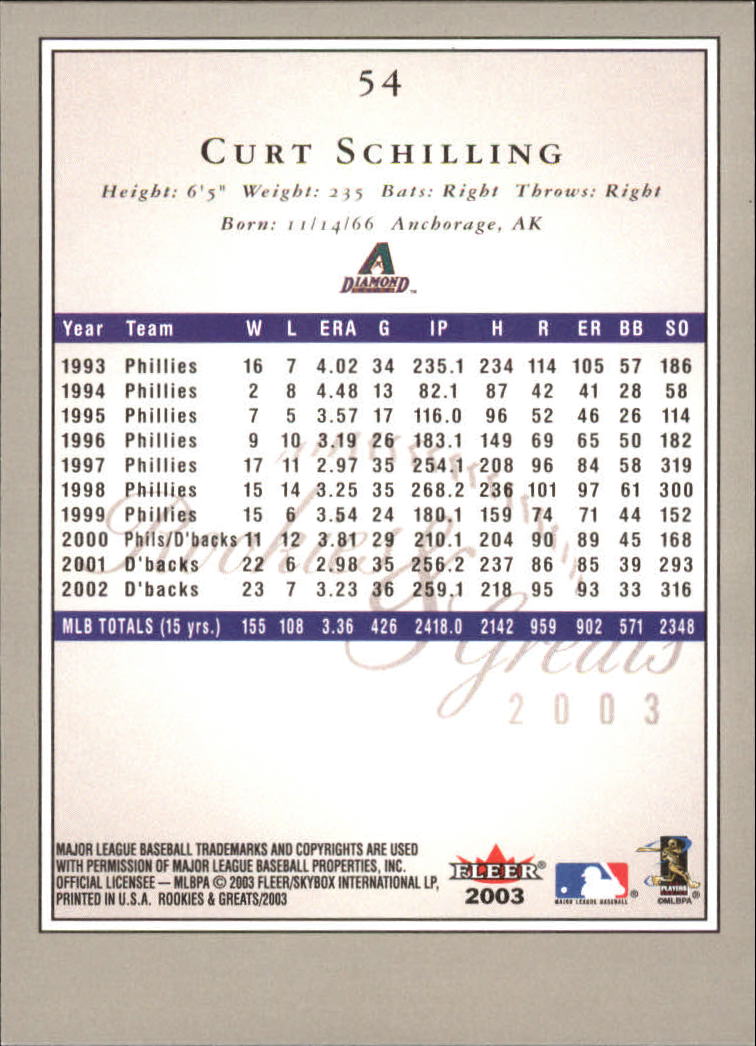 54
CURT SCHILLING
Height: 6'5" Weight: 235 Bats: Right Throws: Right
Born: 11/14/66 Anchorage, AK
A
DIAMOND
Year Team W L ERA G IP H R ER BB SO
1993 Phillies 16 7 4.02 34 235.1 234 114 105 57 186
1994 Phillies 2 8 4.48 13 82.1 87 42 41 28 58
1995 Phillies 7 5 3.57 17 116.0 96 52 46 26 114
1996 Phillies 9 10 3.19 26 183.1 149 69 65 50 182
1997 Phillies 17 11 2.97 35 254.1 208 96 84 58 319
1998 Phillies 15 14 3.25 35 268.2 236 101 97 61 300
1999 Phillies 15 6 3.54 24 180.1 159 74 71 44 152
2000 Phils/D'backs 11 12 3.81 29 210.1 204 90 89 45 168
2001 D'backs 22 6 2.98 35 256.2 237 86 85 39 293
2002 D'backs 23 7 3.23 36 259.1 218 95 93 33 316
MLB TOTALS (15 yrs.) 155 108 3.36 426 2418.0 2142 959 902 571 2348
Rookies & Greats
2003
MAJOR LEAGUE BASEBALL TRADEMARKS AND COPYRIGHTS ARE USED
WITH PERMISSION OF MAJOR LEAGUE BASEBALL PROPERTIES, INC.
OFFICIAL LICENSEE — MLBPA © 2003 FLEER/SKYBOX INTERNATIONAL LP,
PRINTED IN U.S.A. ROOKIES & GREATS/2003
FLEER®
2003
MAJOR LEAGUE BASEBALL ®
PLAYERS
©MLBPA ®